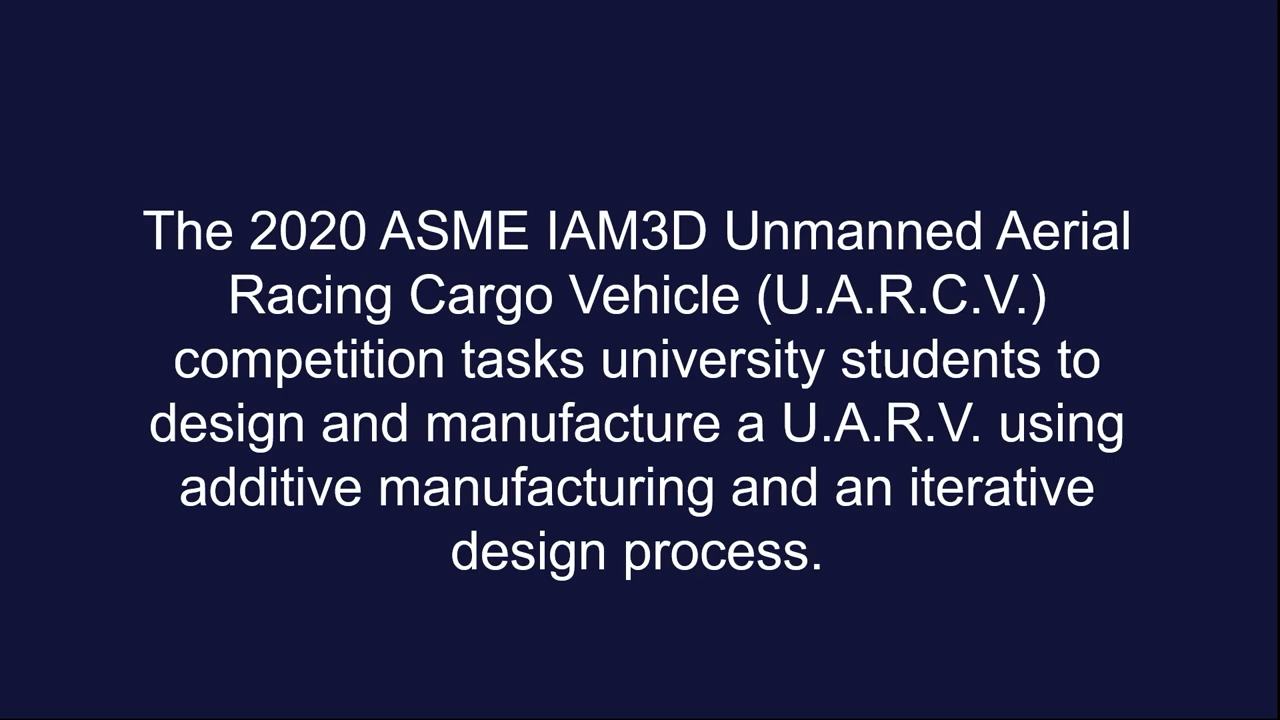 The 2020 ASME IAM3D Unmanned Aerial
Racing Cargo Vehicle (U.A.R.C.V.)
competition tasks university students to
design and manufacture a U.A.R.V. using
additive manufacturing and an iterative
design process.